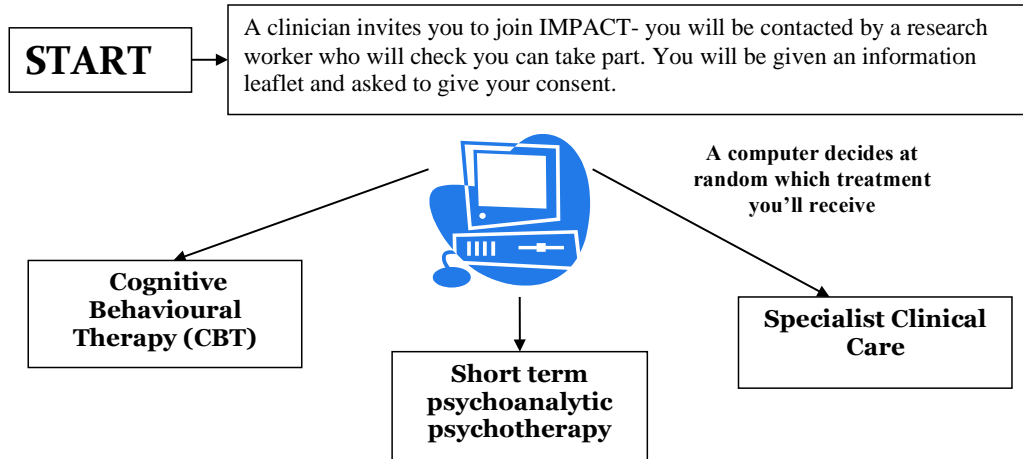 START
A clinician invites you to join IMPACT- you will be contacted by a research
worker who will check you can take part. You will be given an information
leaflet and asked to give your consent.
A computer decides at
random which treatment
you’ll receive
Cognitive
Behavioural
Therapy (CBT)
Short term
psychoanalytic
psychotherapy
Specialist Clinical
Care